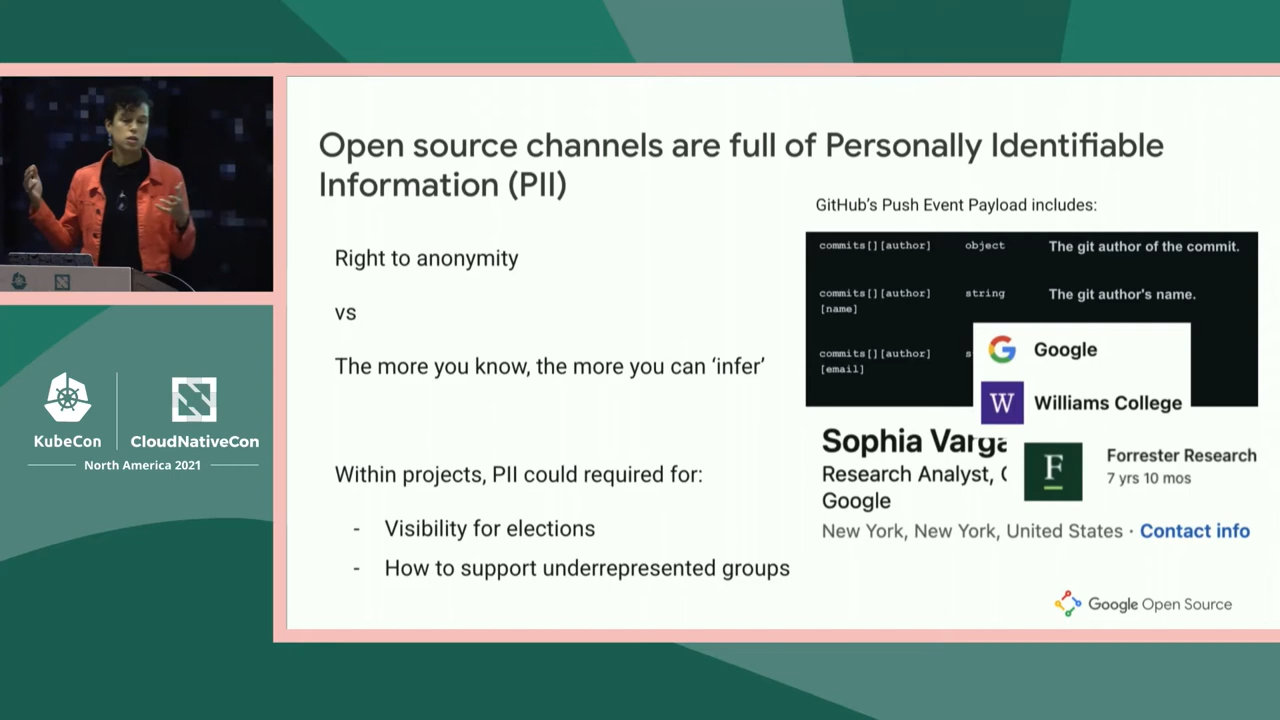 Open source channels are full of Personally Identifiable
Information (PII)
GitHub's Push Event Payload includes:
Right to anonymity
vs
The more you know, the more you can ‘infer’
Within projects, PII could required for:
- Visibility for elections
- How to support underrepresented groups
commits[][author] object The git author of the commit.
commits[][author] string The git author's name.
[name]
commits[][author]
[email]
Google
W Williams College
Sophia Varga
Research Analyst,
Google
F Forrester Research
7 yrs 10 mos
New York, New York, United States · Contact info
Google Open Source
KubeCon
CloudNativeCon
North America 2021